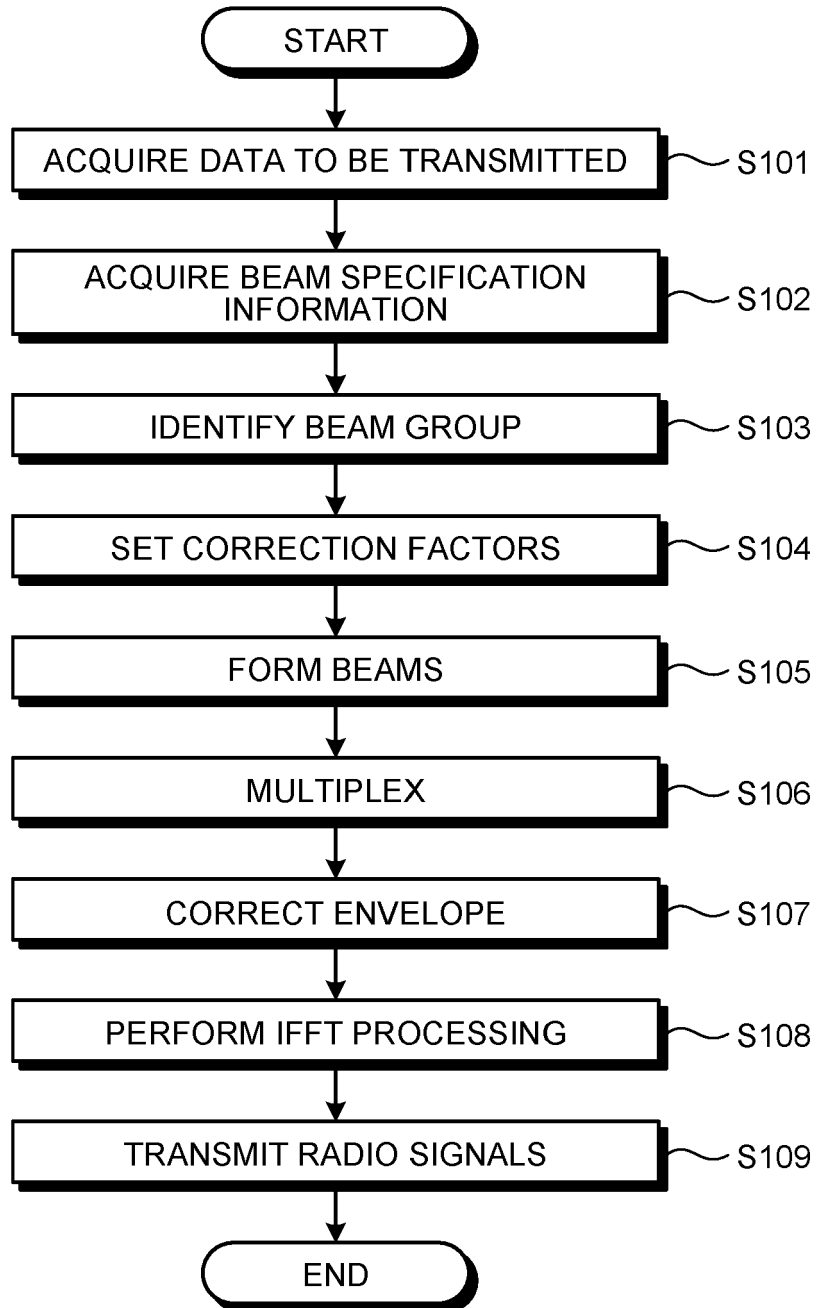 START
ACQUIRE DATA TO BE TRANSMITTED S101
ACQUIRE BEAM SPECIFICATION
INFORMATION S102
IDENTIFY BEAM GROUP S103
SET CORRECTION FACTORS S104
FORM BEAMS S105
MULTIPLEX S106
CORRECT ENVELOPE S107
PERFORM IFFT PROCESSING S108
TRANSMIT RADIO SIGNALS S109
END